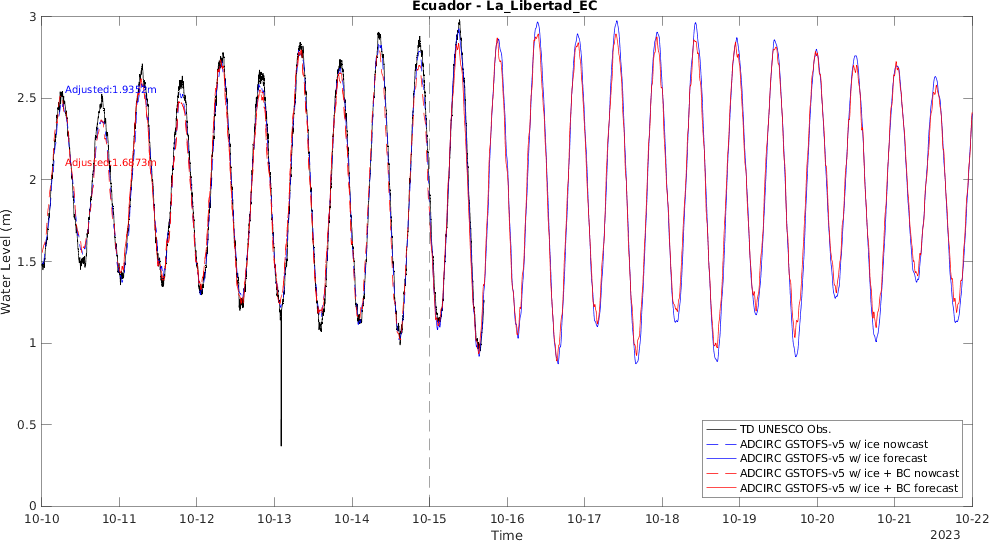 Ecuador - La_Libertad_EC
3
2.5
2
1.5
1
0.5
0
Water Level (m)
Adjusted:1.9352m
Adjusted:1.6873m
TD UNESCO Obs.
ADCIRC GSTOFS-v5 w/ ice nowcast
ADCIRC GSTOFS-v5 w/ ice forecast
ADCIRC GSTOFS-v5 w/ ice + BC nowcast
ADCIRC GSTOFS-v5 w/ ice + BC forecast
10-10 10-11 10-12 10-13 10-14 10-15 10-16 10-17 10-18 10-19 10-20 10-21 10-22
Time
2023